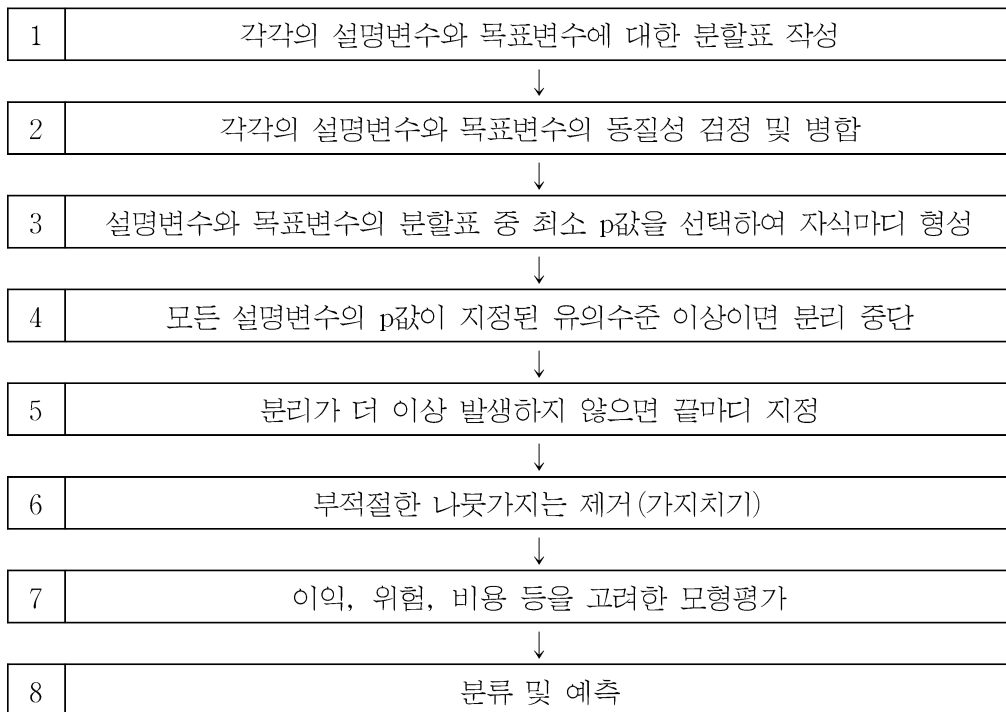 1 각각의 설명변수와 목표변수에 대한 분할표 작성
↓
2 각각의 설명변수와 목표변수의 동질성 검정 및 병합
↓
3 설명변수와 목표변수의 분할표 중 최소 p값을 선택하여 자식마디 형성
↓
4 모든 설명변수의 p값이 지정된 유의수준 이상이면 분리 중단
↓
5 분리가 더 이상 발생하지 않으면 끝마디 지정
↓
6 부적절한 나뭇가지는 제거(가지치기)
↓
7 이익, 위험, 비용 등을 고려한 모형평가
↓
8 분류 및 예측